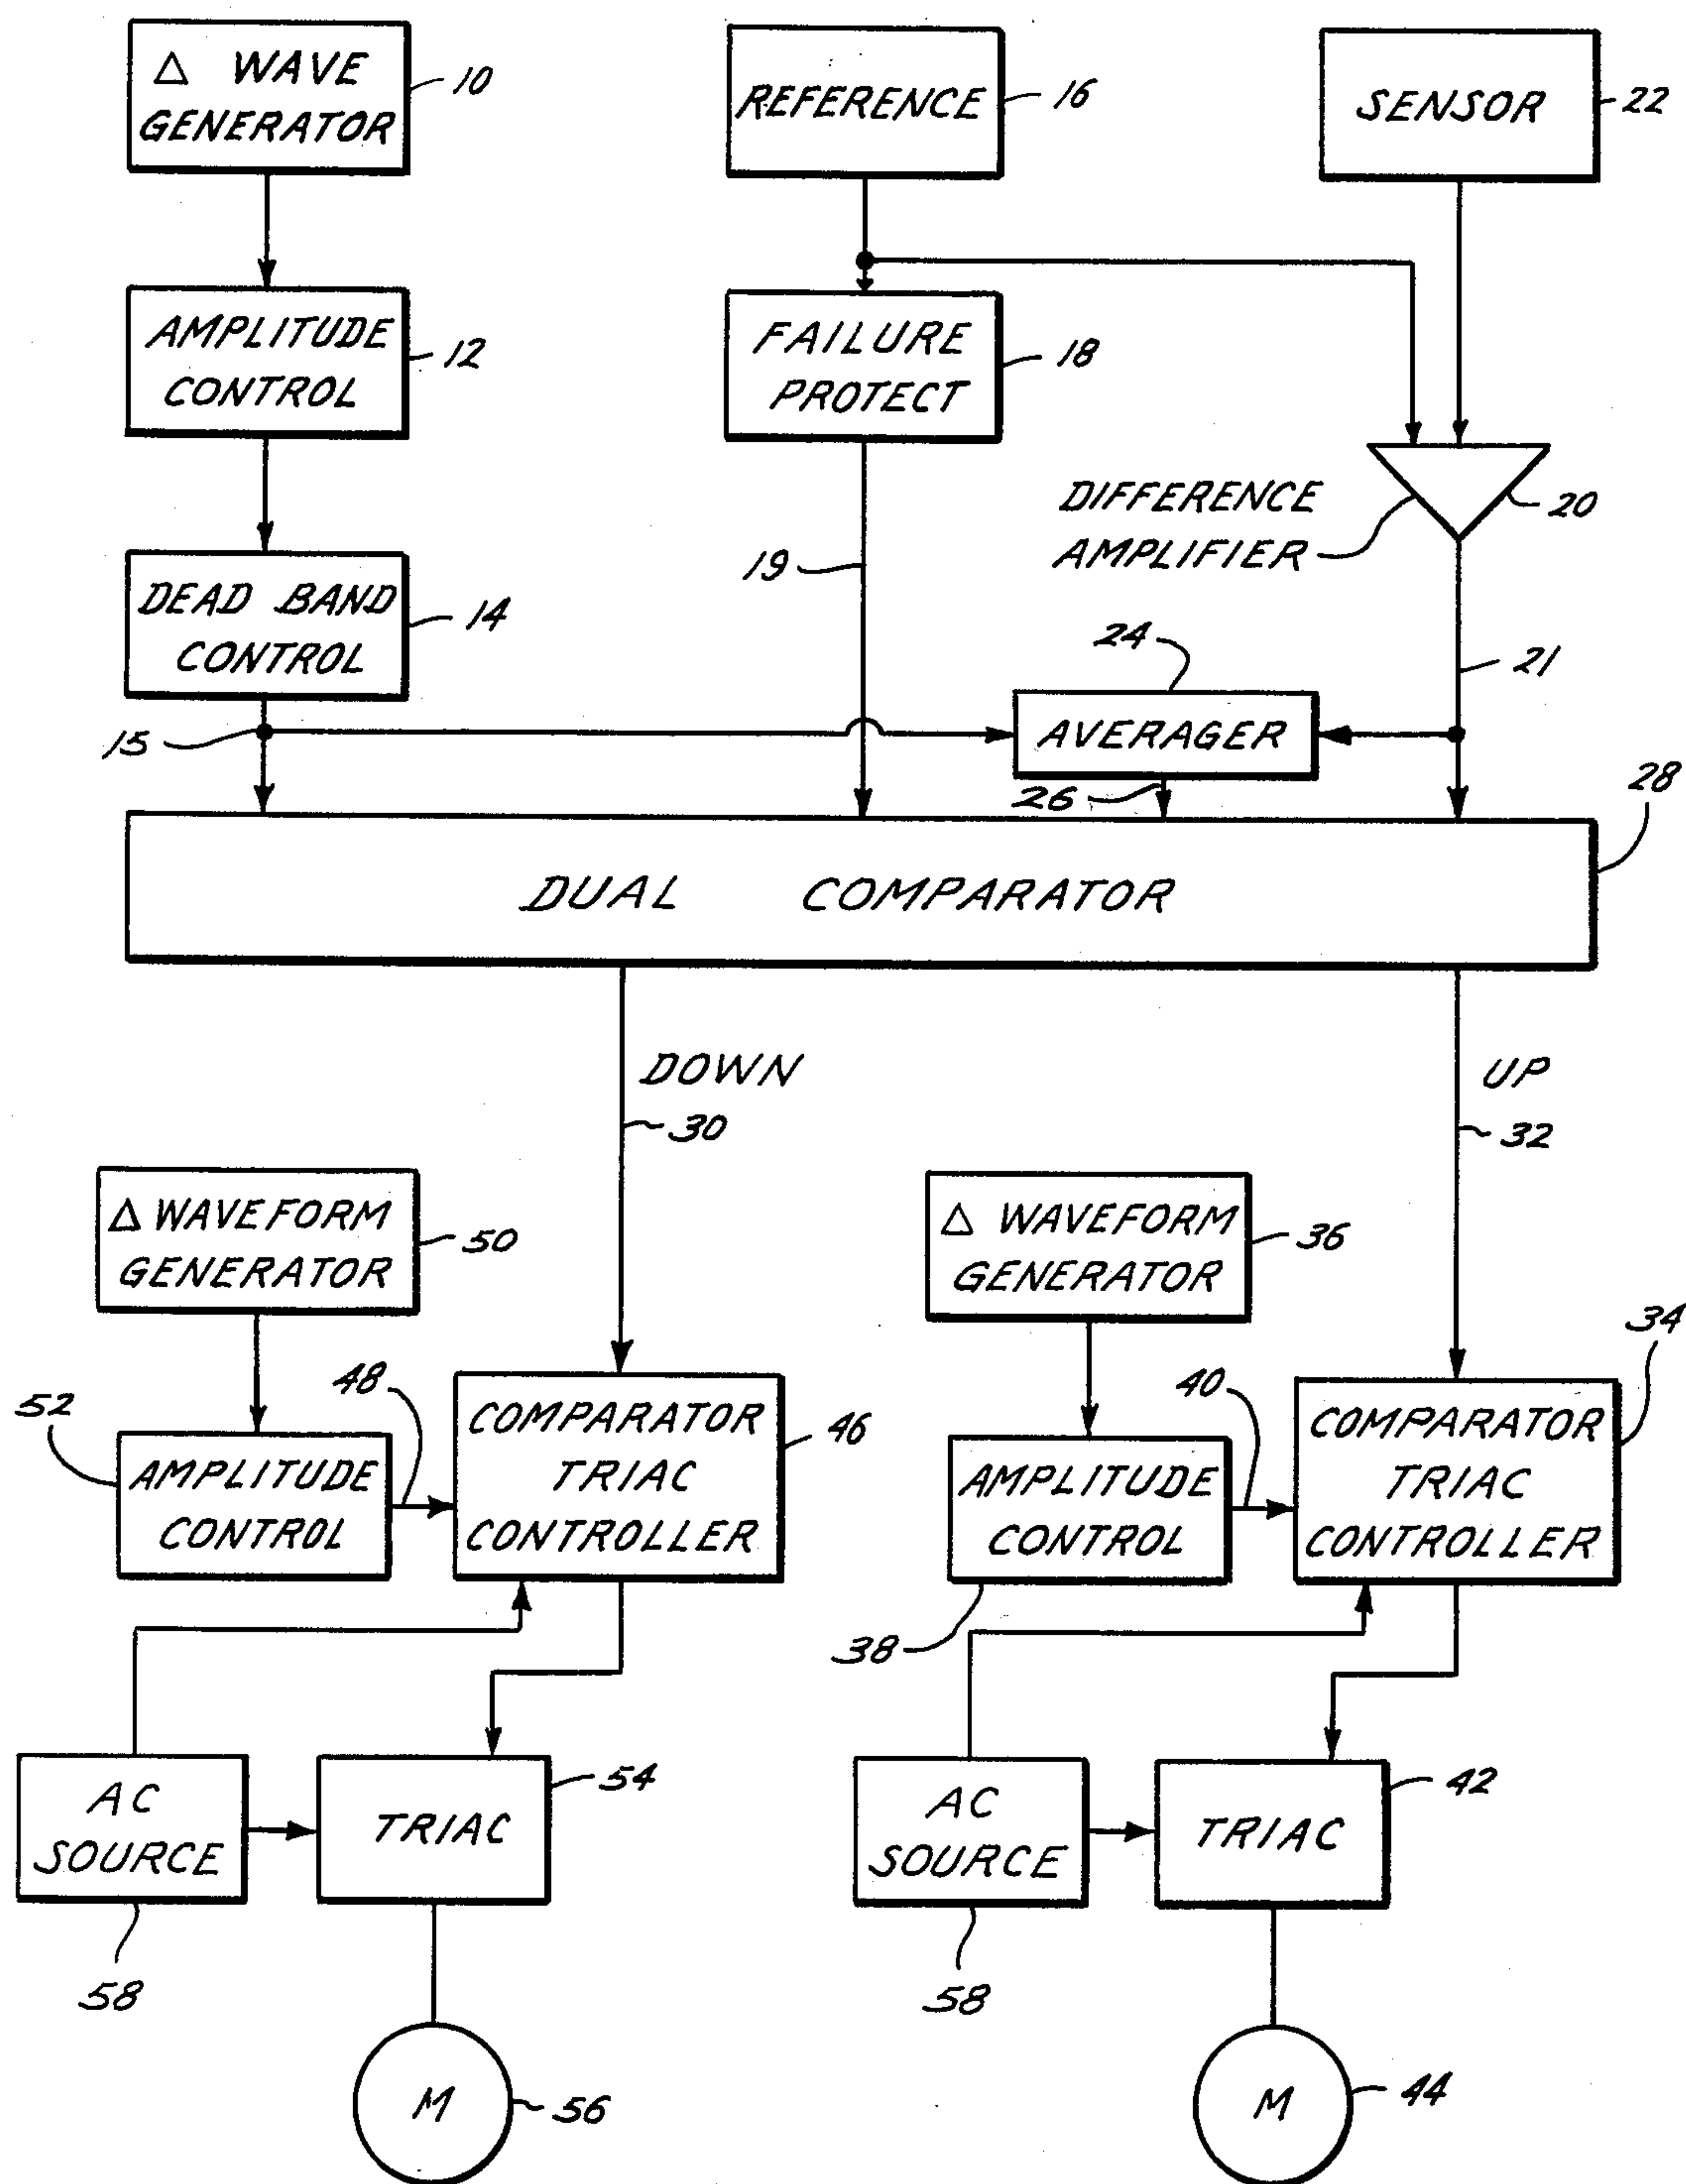 Δ WAVE
GENERATOR
10
REFERENCE
16
SENSOR
22
AMPLITUDE
CONTROL
12
FAILURE
PROTECT
18
DIFFERENCE
AMPLIFIER
20
DEAD BAND
CONTROL
14
19
24
21
15
AVERAGER
26
28
DUAL COMPARATOR
DOWN
30
UP
32
Δ WAVEFORM
GENERATOR
50
Δ WAVEFORM
GENERATOR
36
34
52
48
COMPARATOR
TRIAC
CONTROLLER
46
40
COMPARATOR
TRIAC
CONTROLLER
AMPLITUDE
CONTROL
AMPLITUDE
CONTROL
38
AC
SOURCE
58
TRIAC
54
AC
SOURCE
58
TRIAC
42
M
56
M
44